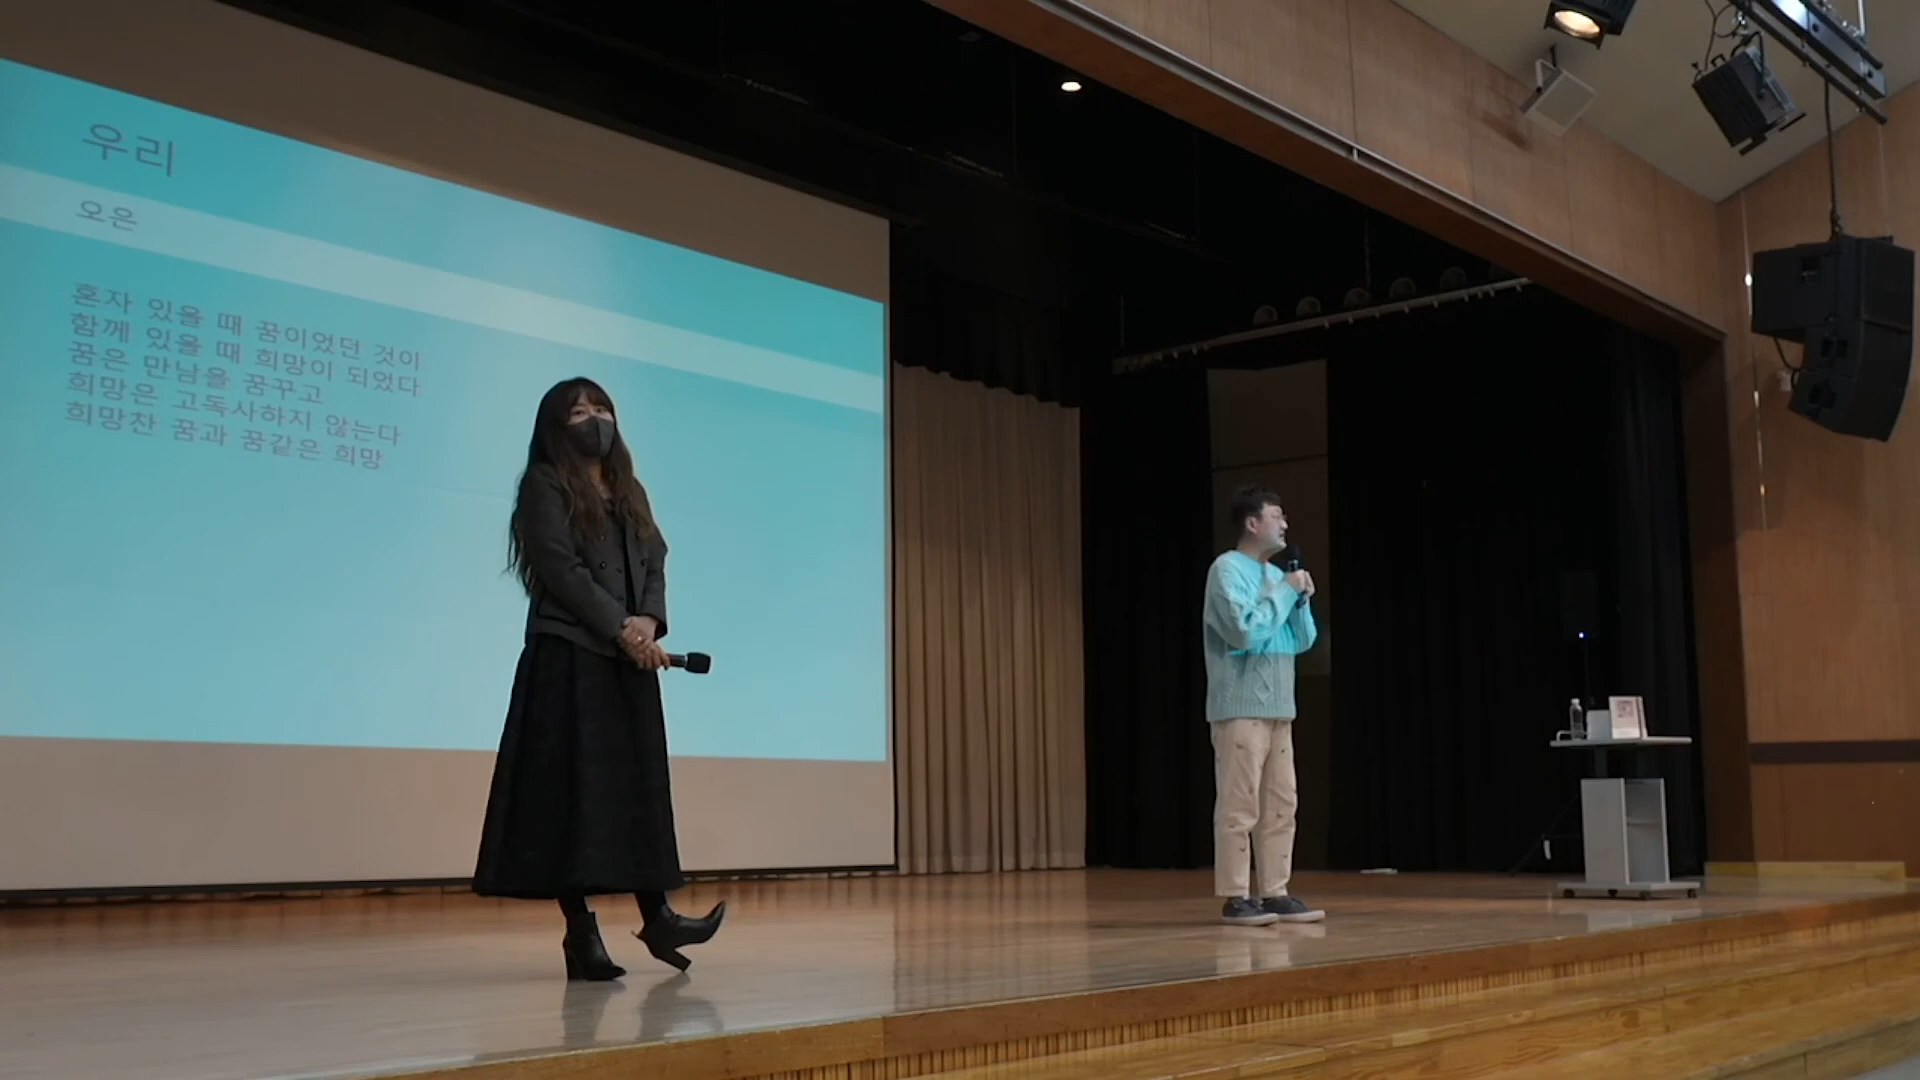 우리
오은
혼자 있을 때 꿈이었던 것이
함께 있을 때 희망이 되었다
꿈은 만남을 꿈꾸고
희망은 고독사하지 않는다
희망찬 꿈과 꿈같은 희망